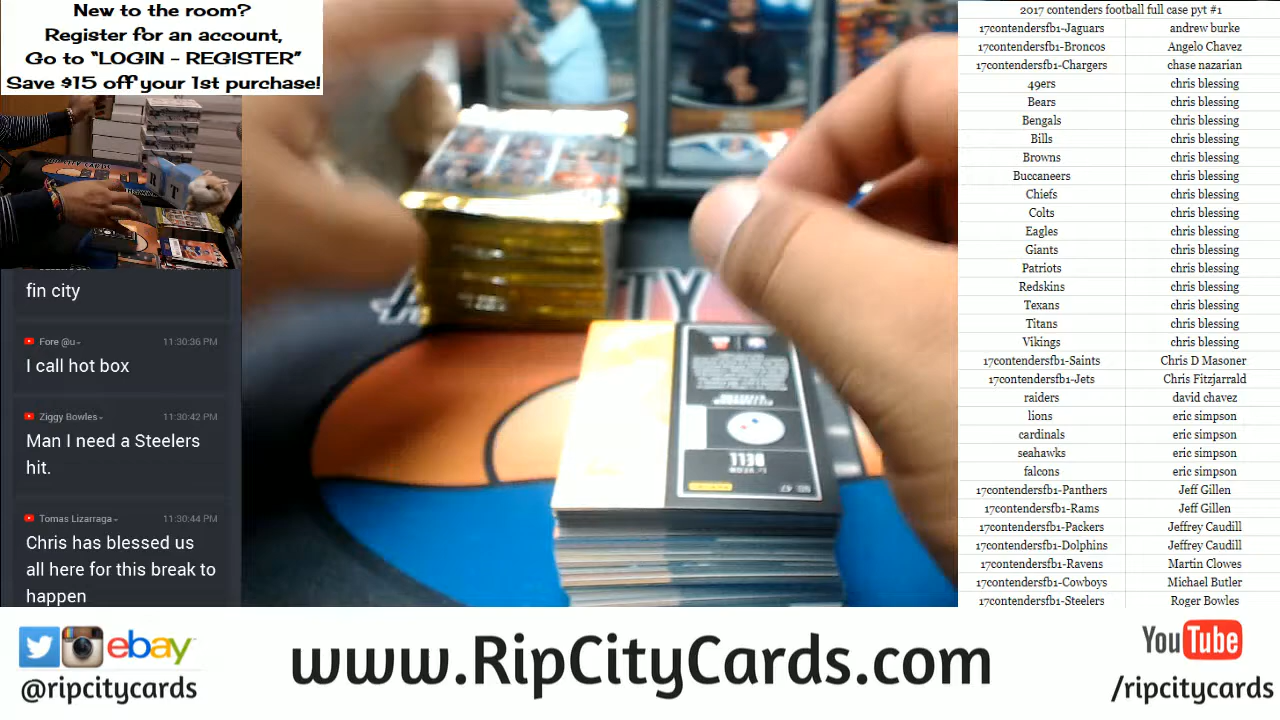 New to the room?
Register for an account,
Go to “LOGIN – REGISTER”
Save $15 off your 1st purchase!
fin city
Fore @u
11:30:36 PM
I call hot box
Ziggy Bowles
11:30:42 PM
Man I need a Steelers
hit.
Tomas Lizarraga
11:30:44 PM
Chris has blessed us
all here for this break to
happen
BELL
2017 contenders football full case pyt #1
17contendersfb1-Jaguars andrew burke
17contendersfb1-Broncos Angelo Chavez
17contendersfb1-Chargers chase nazarian
49ers chris blessing
Bears chris blessing
Bengals chris blessing
Bills chris blessing
Browns chris blessing
Buccaneers chris blessing
Chiefs chris blessing
Colts chris blessing
Eagles chris blessing
Giants chris blessing
Patriots chris blessing
Redskins chris blessing
Texans chris blessing
Titans chris blessing
Vikings chris blessing
17contendersfb1-Saints Chris D Masoner
17contendersfb1-Jets Chris Fitzjarrald
raiders david chavez
lions eric simpson
cardinals eric simpson
seahawks eric simpson
falcons eric simpson
17contendersfb1-Panthers Jeff Gillen
17contendersfb1-Rams Jeff Gillen
17contendersfb1-Packers Jeffrey Caudill
17contendersfb1-Dolphins Jeffrey Caudill
17contendersfb1-Ravens Martin Clowes
17contendersfb1-Cowboys Michael Butler
17contendersfb1-Steelers Roger Bowles
ebay
@ripcitycards
www.RipCityCards.com
YouTube
/ripcitycards